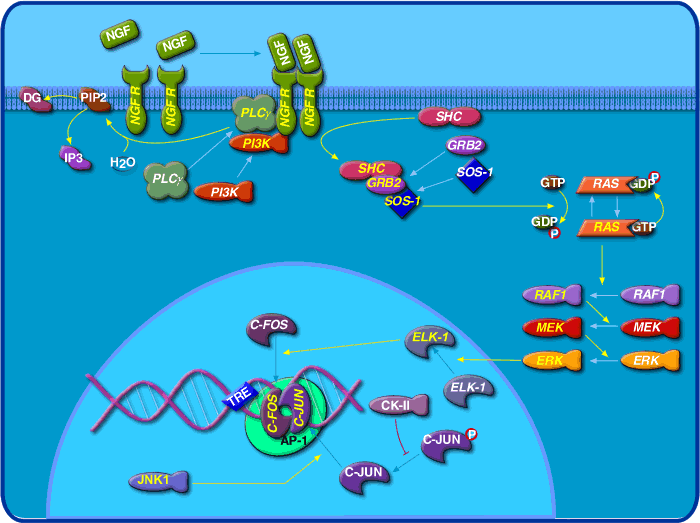 NGF
NGF
NGF
NGF
DG
PIP2
NGF R
NGF R
NGF R
NGF R
PLCγ
PI3K
IP3
H2O
PLCγ
PI3K
SHC
GRB2
SOS-1
SHC
GRB2
SOS-1
GTP
GDP
P
RAS
GDP
P
RAS
GTP
RAF1
RAF1
MEK
MEK
ERK
ERK
C-FOS
ELK-1
ELK-1
TRE
C-FOS
C-JUN
AP-1
CK-II
C-JUN
P
C-JUN
JNK1